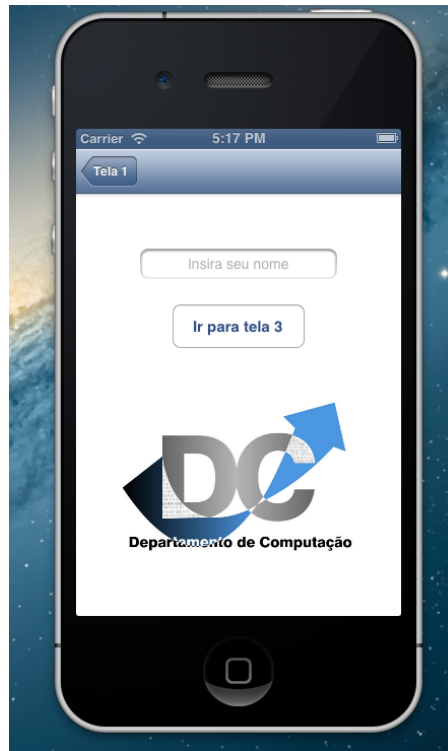 Carrier 5:17 PM
Tela 1
Insira seu nome
Ir para tela 3
DC
Departamento de Computação